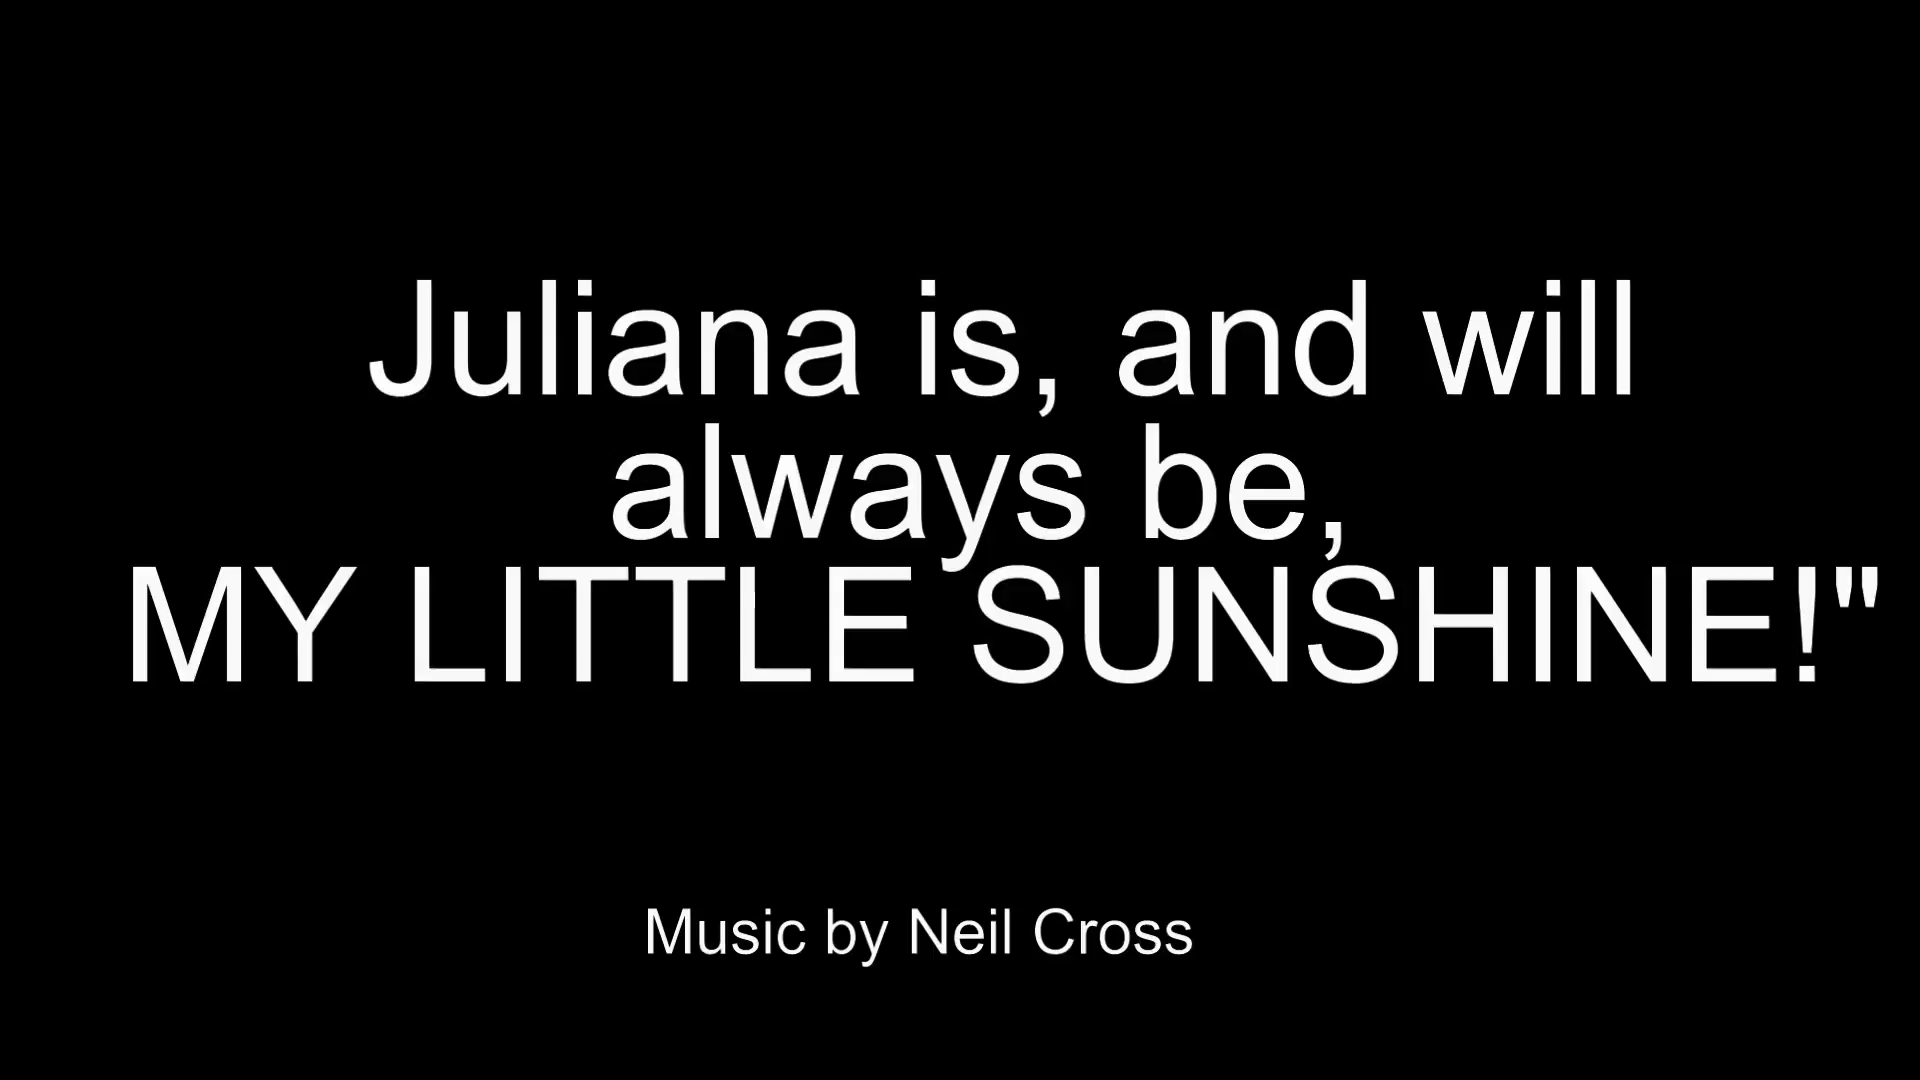 Juliana is, and will
always be,
MY LITTLE SUNSHINE!"
Music by Neil Cross